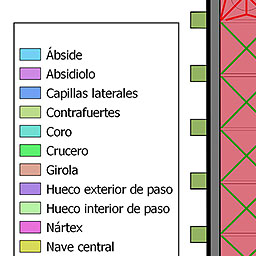 Ábside
Absidiolo
Capillas laterales
Contrafuertes
Coro
Crucero
Girola
Hueco exterior de paso
Hueco interior de paso
Nártex
Nave central